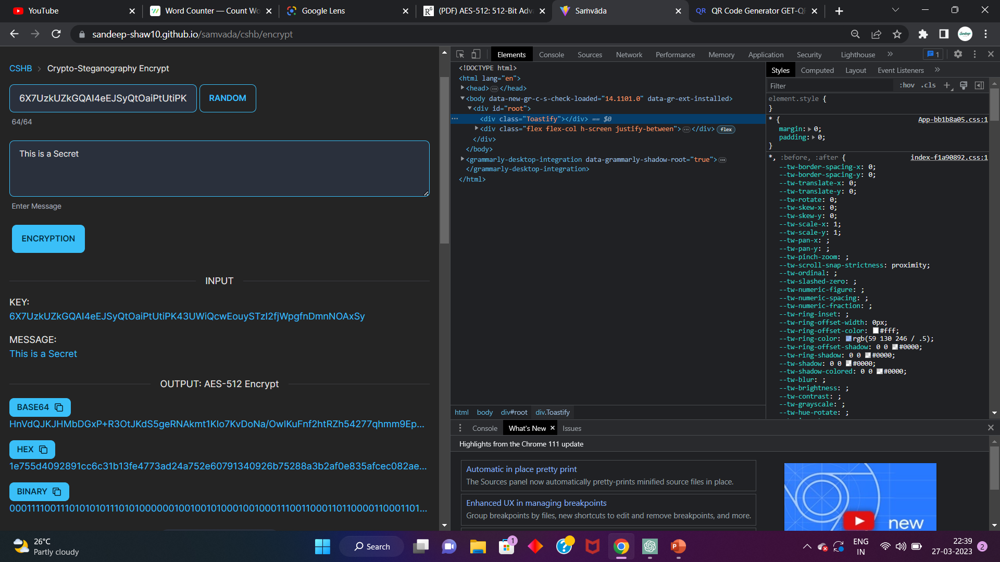 YouTube
Word Counter — Count Wo
Google Lens
(PDF) AES-512: 512-Bit Adv
Saṁvāda
QR Code Generator GET-QR
sandeep-shaw10.github.io/samvada/cshb/encrypt
CSHB > Crypto-Steganography Encrypt
6X7UzkUZkGQAI4eEJSyQtOaiPtUtiPK
RANDOM
64/64
This is a Secret
Enter Message
ENCRYPTION
INPUT
KEY:
6X7UzkUZkGQAI4eEJSyQtOaiPtUtiPK43UWiQcwEouySTzI2fjWpgfnDmnNOAxSy
MESSAGE:
This is a Secret
OUTPUT: AES-512 Encrypt
BASE64
HnVdQJKJHMbDGxP+R3OtJKdS5geRNAkmt1KIo7KvDoNa/OwIKuFnf2htRZh54277qhmm9Ep...
HEX
1e755d4092891cc6c31b13fe4773ad24a752e60791340926b75288a3b2af0e835afcec082ae...
BINARY
0001111001110101010111010100000010010010100010010001110011000110110000110001101...
Elements
Console
Sources
Network
Performance
Memory
Application
Security
Lighthouse
1
<!DOCTYPE html>
<html lang="en">
<head>…</head>
<body data-new-gr-c-s-check-loaded="14.1101.0" data-gr-ext-installed>
<div id="root">
<div class="Toastify"></div> == $0
<div class="flex flex-col h-screen justify-between">…</div> flex
</div>
</body>
<grammarly-desktop-integration data-grammarly-shadow-root="true">…
</grammarly-desktop-integration>
</html>
html body div#root div.Toastify
Styles
Computed
Layout
Event Listeners
Filter
:hov .cls
element.style {
}
* {
App-bb1b8a05.css:1
margin: 0;
padding: 0;
}
*, :before, :after {
index-f1a90892.css:1
--tw-border-spacing-x: 0;
--tw-border-spacing-y: 0;
--tw-translate-x: 0;
--tw-translate-y: 0;
--tw-rotate: 0;
--tw-skew-x: 0;
--tw-skew-y: 0;
--tw-scale-x: 1;
--tw-scale-y: 1;
--tw-pan-x: ;
--tw-pan-y: ;
--tw-pinch-zoom: ;
--tw-scroll-snap-strictness: proximity;
--tw-ordinal: ;
--tw-slashed-zero: ;
--tw-numeric-figure: ;
--tw-numeric-spacing: ;
--tw-numeric-fraction: ;
--tw-ring-inset: ;
--tw-ring-offset-width: 0px;
--tw-ring-offset-color: #fff;
--tw-ring-color: rgb(59 130 246 / .5);
--tw-ring-offset-shadow: 0 0 #0000;
--tw-ring-shadow: 0 0 #0000;
--tw-shadow: 0 0 #0000;
--tw-shadow-colored: 0 0 #0000;
--tw-blur: ;
--tw-brightness: ;
--tw-contrast: ;
--tw-grayscale: ;
--tw-hue-rotate: ;
Console
What's New
Issues
Highlights from the Chrome 111 update
Automatic in place pretty print
The Sources panel now automatically pretty-prints minified source files in place.
Enhanced UX in managing breakpoints
Group breakpoints by files, new shortcuts to edit and remove breakpoints, and more.
new
26°C
Partly cloudy
Search
1
ENG
IN
22:39
27-03-2023
2